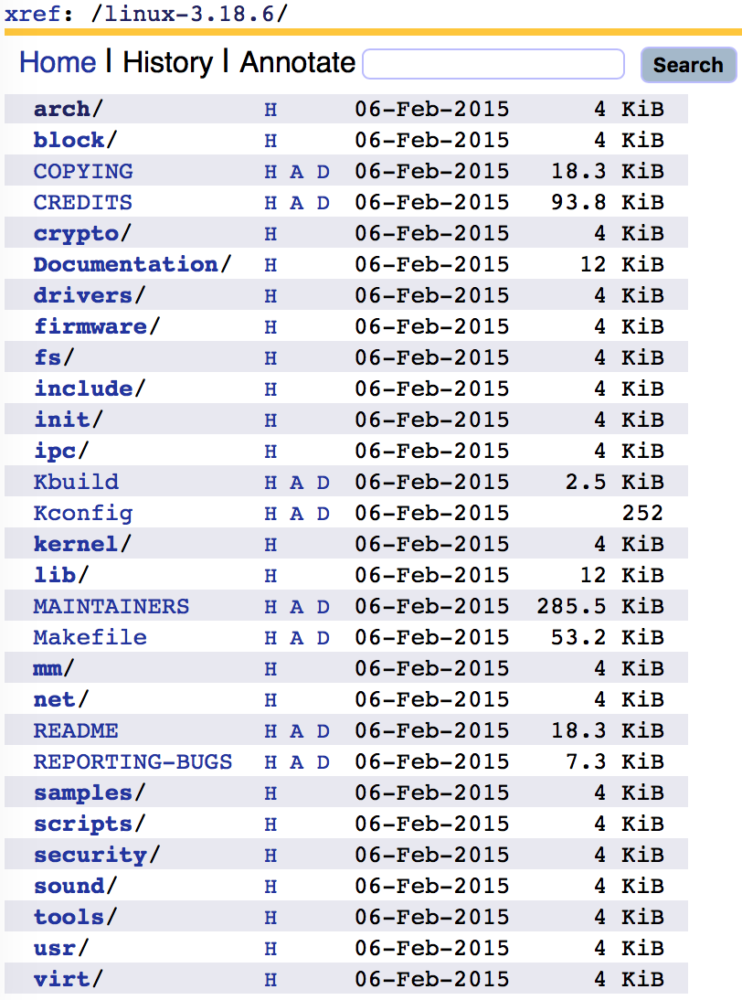 xref: /linux-3.18.6/
Home | History | Annotate Search
arch/ H 06-Feb-2015 4 KiB
block/ H 06-Feb-2015 4 KiB
COPYING H A D 06-Feb-2015 18.3 KiB
CREDITS H A D 06-Feb-2015 93.8 KiB
crypto/ H 06-Feb-2015 4 KiB
Documentation/ H 06-Feb-2015 12 KiB
drivers/ H 06-Feb-2015 4 KiB
firmware/ H 06-Feb-2015 4 KiB
fs/ H 06-Feb-2015 4 KiB
include/ H 06-Feb-2015 4 KiB
init/ H 06-Feb-2015 4 KiB
ipc/ H 06-Feb-2015 4 KiB
Kbuild H A D 06-Feb-2015 2.5 KiB
Kconfig H A D 06-Feb-2015 252
kernel/ H 06-Feb-2015 4 KiB
lib/ H 06-Feb-2015 12 KiB
MAINTAINERS H A D 06-Feb-2015 285.5 KiB
Makefile H A D 06-Feb-2015 53.2 KiB
mm/ H 06-Feb-2015 4 KiB
net/ H 06-Feb-2015 4 KiB
README H A D 06-Feb-2015 18.3 KiB
REPORTING-BUGS H A D 06-Feb-2015 7.3 KiB
samples/ H 06-Feb-2015 4 KiB
scripts/ H 06-Feb-2015 4 KiB
security/ H 06-Feb-2015 4 KiB
sound/ H 06-Feb-2015 4 KiB
tools/ H 06-Feb-2015 4 KiB
usr/ H 06-Feb-2015 4 KiB
virt/ H 06-Feb-2015 4 KiB